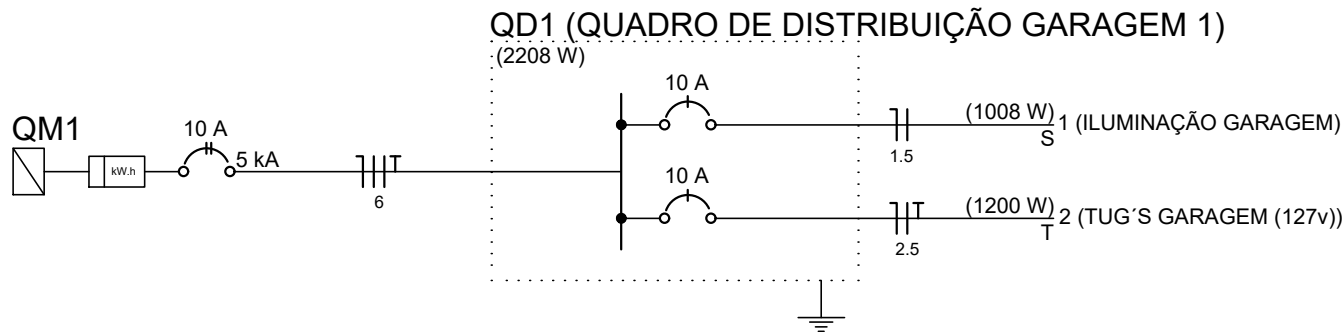 QD1 (QUADRO DE DISTRIBUIÇÃO GARAGEM 1)
(2208 W)
QM1
kW.h
10 A
5 kA
6
10 A
1.5
(1008 W)
S
1 (ILUMINAÇÃO GARAGEM)
10 A
T
2.5
(1200 W)
T
2 (TUG´S GARAGEM (127v))